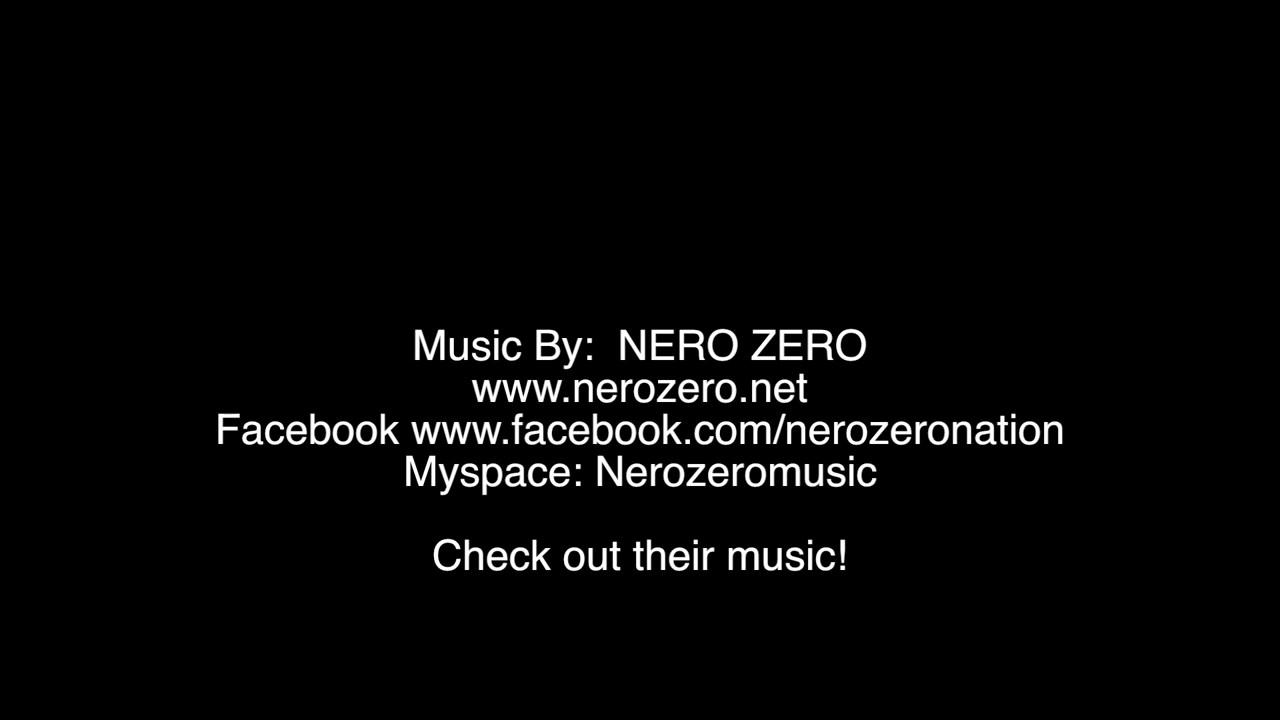 Music By:  NERO ZERO
www.nerozero.net
Facebook www.facebook.com/nerozeronation
Myspace: Nerozeromusic
Check out their music!